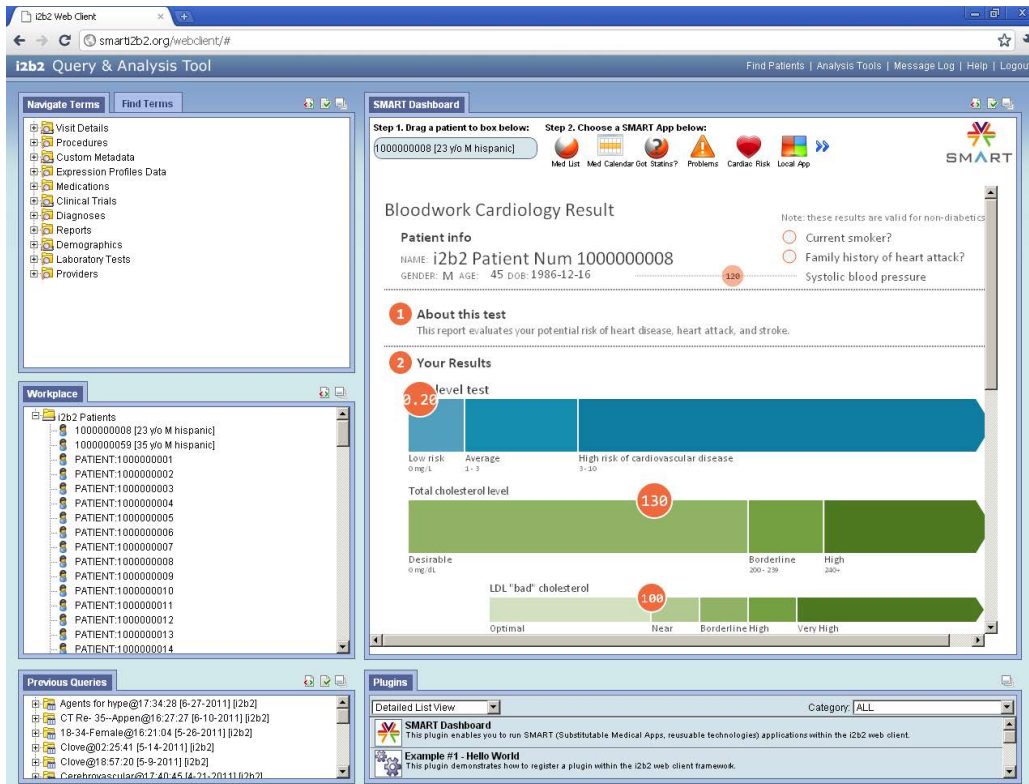 i2b2 Web Client
smarti2b2.org/webclient/#
i2b2 Query & Analysis Tool
Find Patients | Analysis Tools | Message Log | Help | Logout
Navigate Terms
Find Terms
Visit Details
Procedures
Custom Metadata
Expression Profiles Data
Medications
Clinical Trials
Diagnoses
Reports
Demographics
Laboratory Tests
Providers
Workplace
i2b2 Patients
1000000008 [23 y/o M hispanic]
1000000059 [35 y/o M hispanic]
PATIENT:1000000001
PATIENT:1000000002
PATIENT:1000000003
PATIENT:1000000004
PATIENT:1000000005
PATIENT:1000000006
PATIENT:1000000007
PATIENT:1000000008
PATIENT:1000000009
PATIENT:1000000010
PATIENT:1000000011
PATIENT:1000000012
PATIENT:1000000013
PATIENT:1000000014
Previous Queries
Agents for hype@17:34:28 [6-27-2011] [i2b2]
CT Re- 35--Appen@16:27:27 [6-10-2011] [i2b2]
18-34-Female@16:21:04 [5-26-2011] [i2b2]
Clove@02:25:41 [5-14-2011] [i2b2]
Clove@18:57:20 [5-9-2011] [i2b2]
Cerebrovascular@17:40:45 [4-21-2011] [i2b2]
SMART Dashboard
Step 1. Drag a patient to box below: Step 2. Choose a SMART App below:
1000000008 [23 y/o M hispanic]
Med List Med Calendar Got Statins? Problems Cardiac Risk Local App
SMART
Bloodwork Cardiology Result
Note: these results are valid for non-diabetics
Patient info
NAME: i2b2 Patient Num 1000000008
GENDER: M AGE: 45 DOB: 1986-12-16
Current smoker?
Family history of heart attack?
120 Systolic blood pressure
1 About this test
This report evaluates your potential risk of heart disease, heart attack, and stroke.
2 Your Results
level test
0.20
Low risk Average High risk of cardiovascular disease
0 mg/L 1 - 3 3- 10
Total cholesterol level
130
Desirable Borderline High
0 mg/dL 200 - 239 240+
LDL "bad" cholesterol
100
Optimal Near Borderline High Very High
Plugins
Detailed List View Category: ALL
SMART Dashboard
This plugin enables you to run SMART (Substitutable Medical Apps, reusuable technologies) applications within the i2b2 web client.
Example #1 - Hello World
This plugin demonstrates how to register a plugin within the i2b2 web client framework.